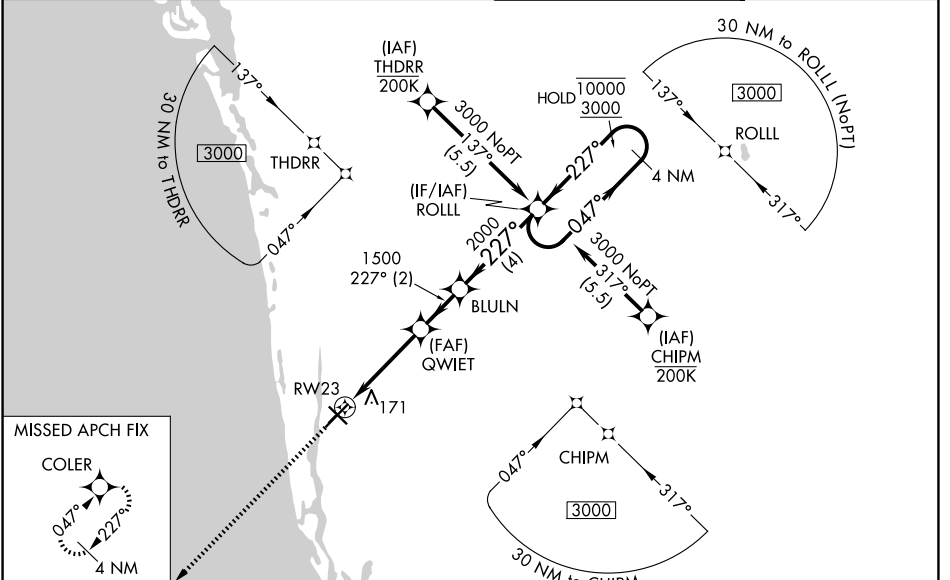 30 NM to THDRR
137°
3000
THDRR
047°
(IAF)
THDRR
200K
3000 NoPT
137°
(5.5)
HOLD
10000
3000
227°
4 NM
047°
(IF/IAF)
ROLLL
30 NM to ROLLL (NoPT)
137°
3000
ROLLL
317°
2000
227°
(4)
1500
227° (2)
BLULN
3000 NoPT
317°
(5.5)
(IAF)
CHIPM
200K
(FAF)
QWIET
RW23
171
MISSED APCH FIX
COLER
047°
227°
4 NM
047°
CHIPM
317°
3000
30 NM to CHIPM